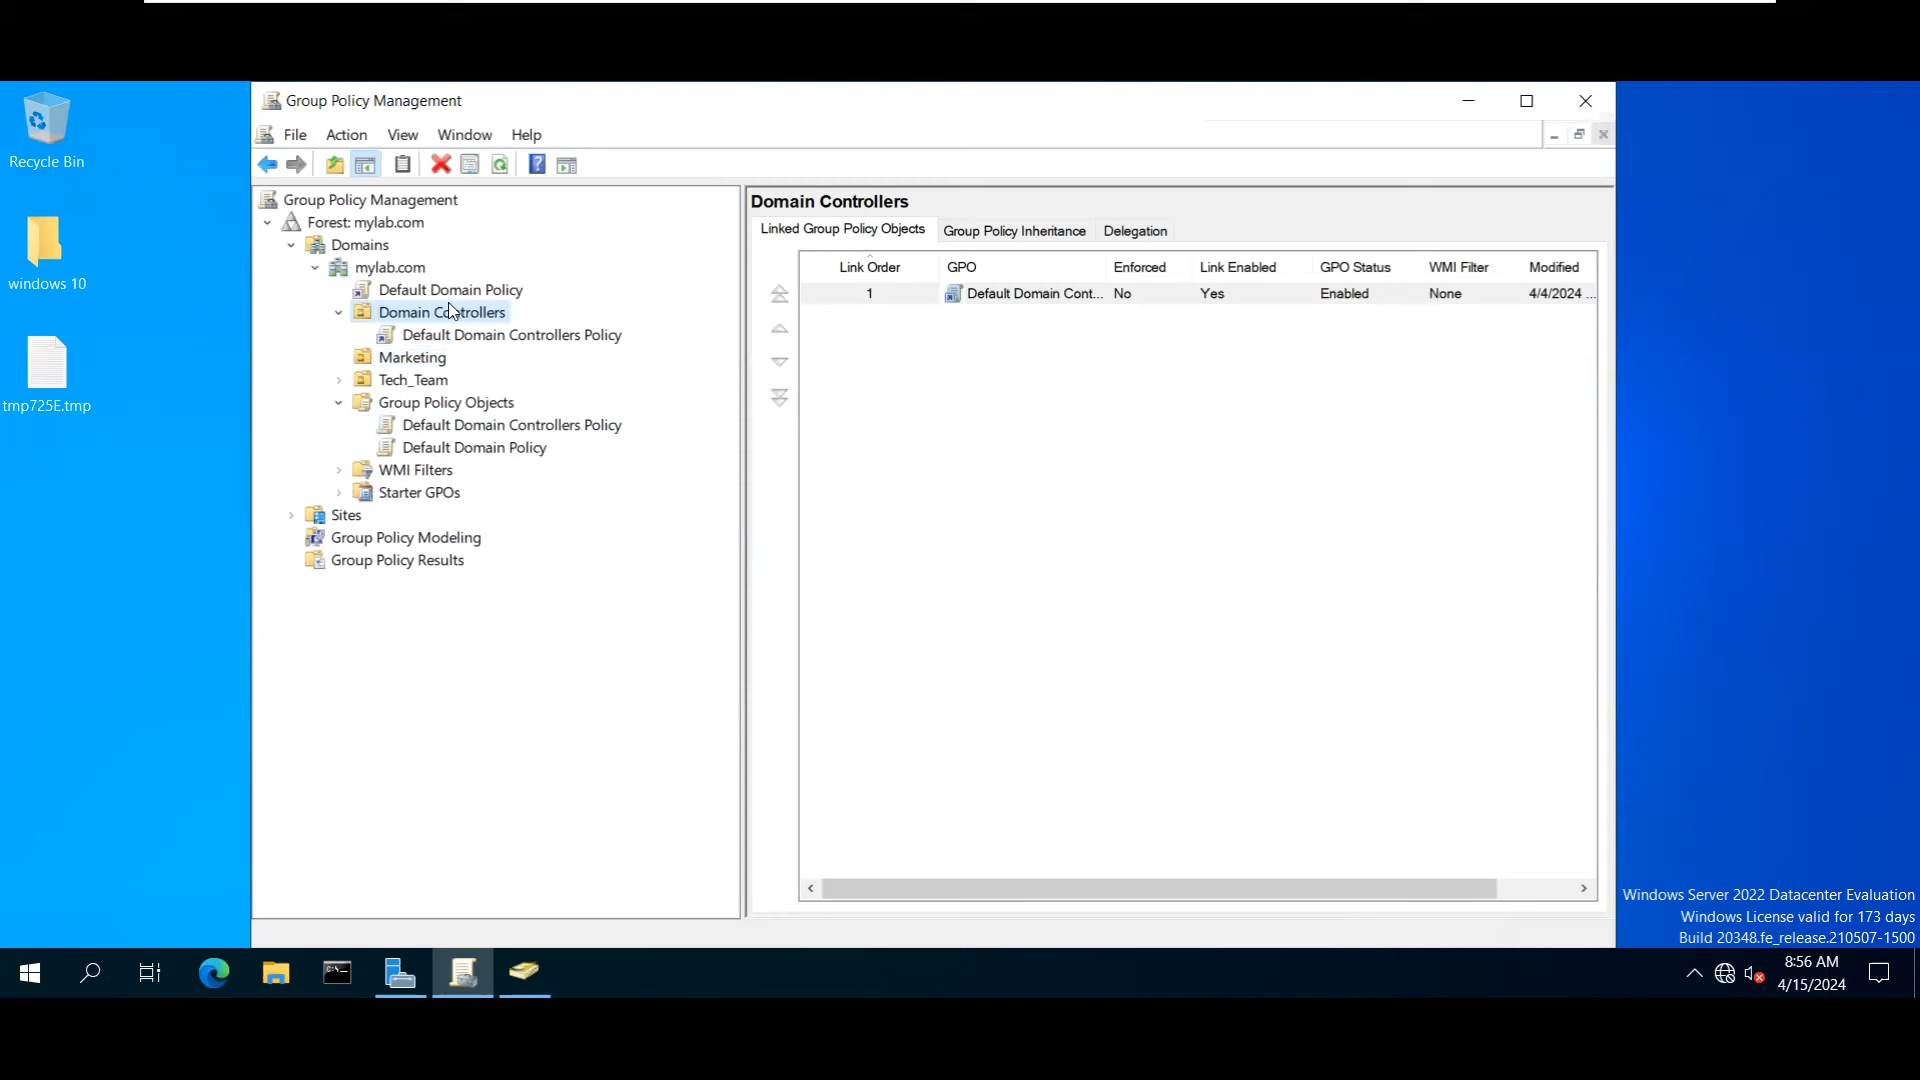 Recycle Bin
windows 10
tmp725E.tmp
Group Policy Management
File Action View Window Help
Group Policy Management
Forest: mylab.com
Domains
mylab.com
Default Domain Policy
Domain Controllers
Default Domain Controllers Policy
Marketing
Tech_Team
Group Policy Objects
Default Domain Controllers Policy
Default Domain Policy
WMI Filters
Starter GPOs
Sites
Group Policy Modeling
Group Policy Results
Domain Controllers
Linked Group Policy Objects Group Policy Inheritance Delegation
Link Order GPO Enforced Link Enabled GPO Status WMI Filter Modified
1 Default Domain Cont... No Yes Enabled None 4/4/2024 ...
Windows Server 2022 Datacenter Evaluation
Windows License valid for 173 days
Build 20348.fe_release.210507-1500
8:56 AM
4/15/2024